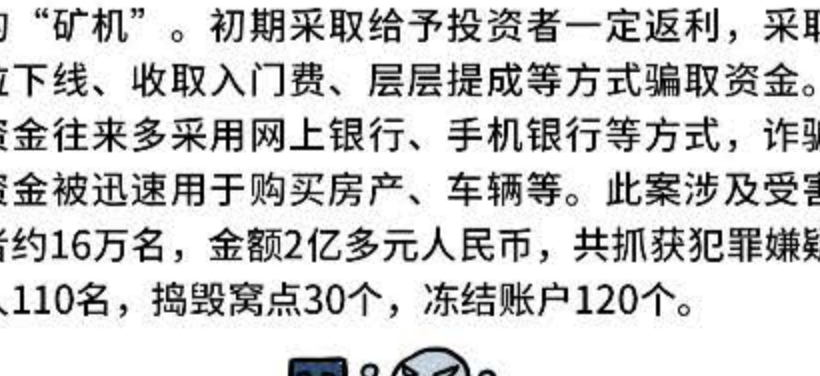 “矿机”。初期采取给予投资者一定返利，采取
下线、收取入门费、层层提成等方式骗取资金。
资金往来多采用网上银行、手机银行等方式，诈骗
资金被迅速用于购买房产、车辆等。此案涉及受害
者约16万名，金额2亿多元人民币，共抓获犯罪嫌疑
人110名，捣毁窝点30个，冻结账户120个。